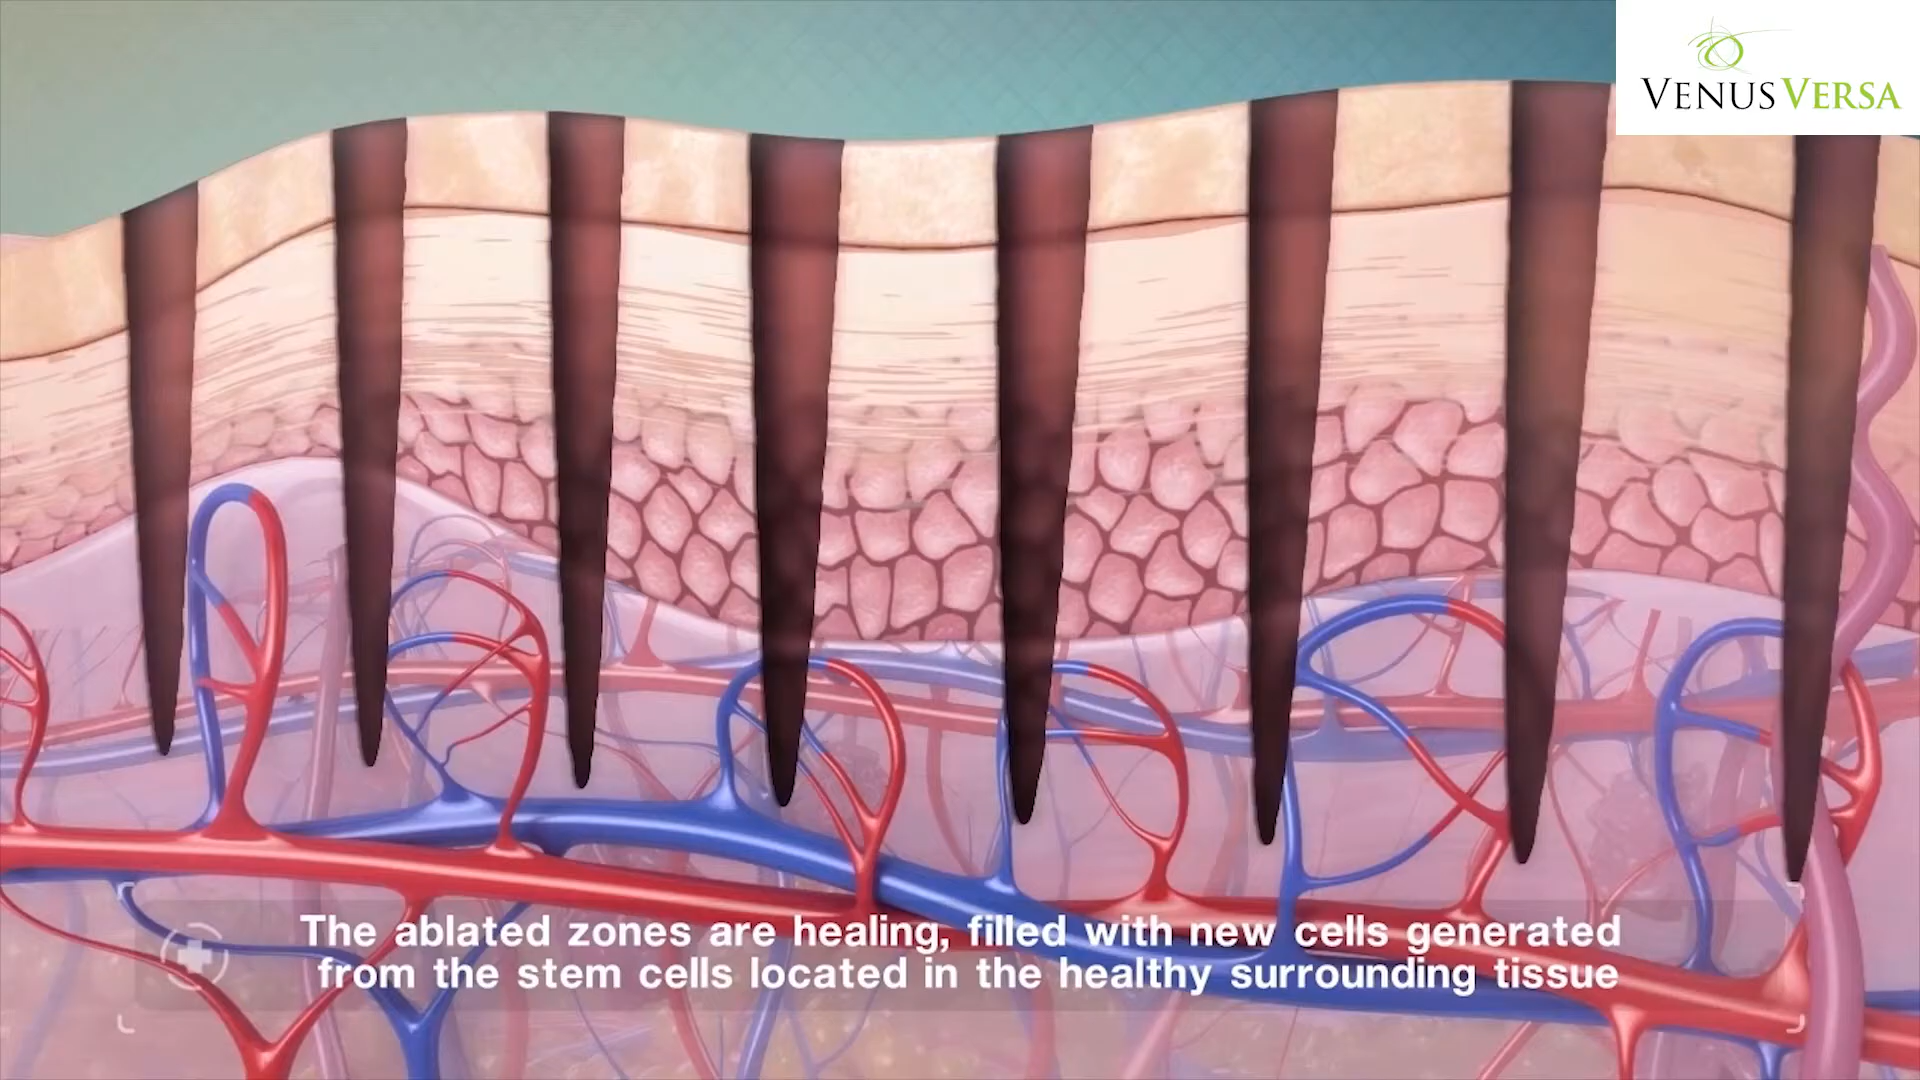 VENUS VERSA
The ablated zones are healing, filled with new cells generated
from the stem cells located in the healthy surrounding tissue